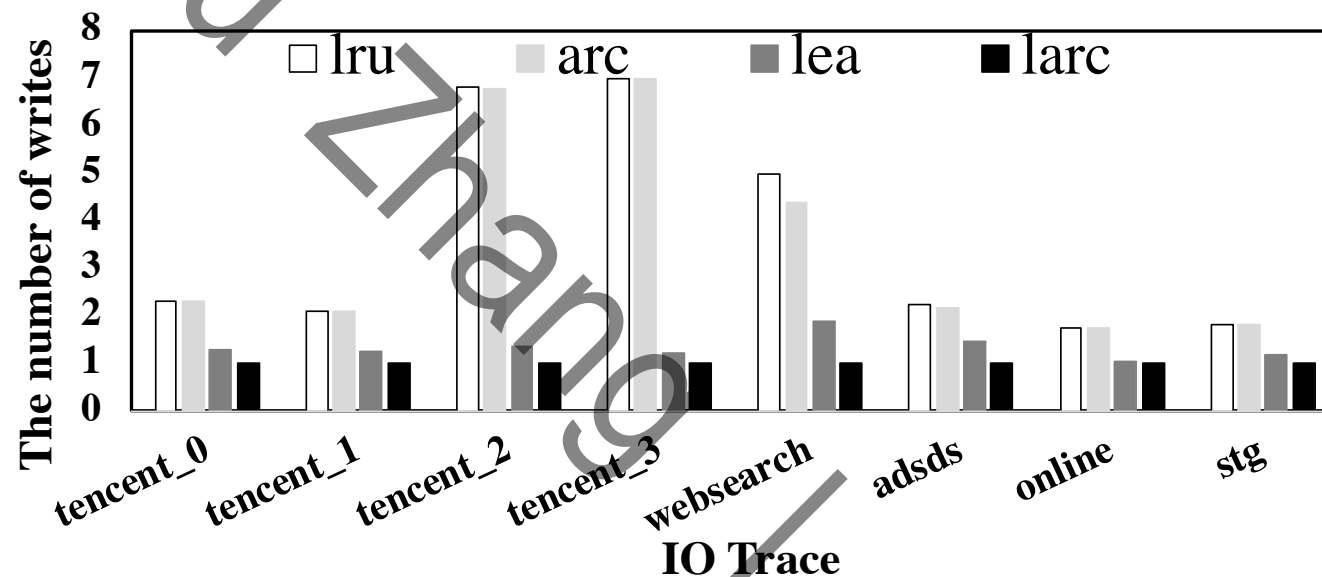 The number of writes
8
7
6
5
4
3
2
1
0
lru arc lea larc
tencent_0 tencent_1 tencent_2 tencent_3 websearch adsds online stg
IO Trace
Zhang